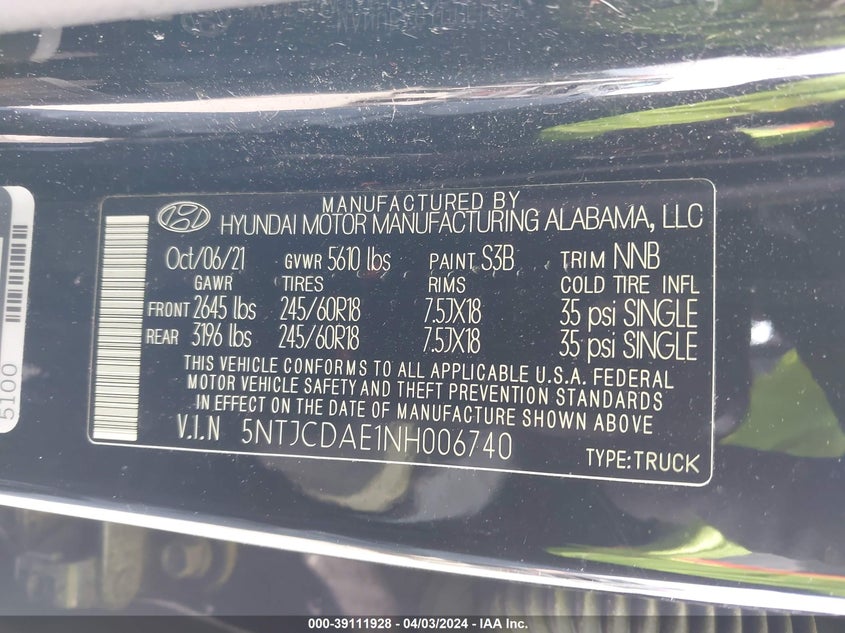 MANUFACTURED BY
HYUNDAI MOTOR MANUFACTURING ALABAMA, LLC
Oct/06/21 GVWR 5610 lbs PAINT S3B TRIM NNB
GAWR TIRES RIMS COLD TIRE INFL
FRONT 2645 lbs 245/60R18 7.5JX18 35 psi SINGLE
REAR 3196 lbs 245/60R18 7.5JX18 35 psi SINGLE
THIS VEHICLE CONFORMS TO ALL APPLICABLE U.S.A. FEDERAL
MOTOR VEHICLE SAFETY AND THEFT PREVENTION STANDARDS
IN EFFECT ON THE DATE OF MANUFACTURE SHOWN ABOVE
V.I.N 5NTJCDAE1NH006740
TYPE:TRUCK
5100
000-39111928 - 04/03/2024 - IAA Inc.